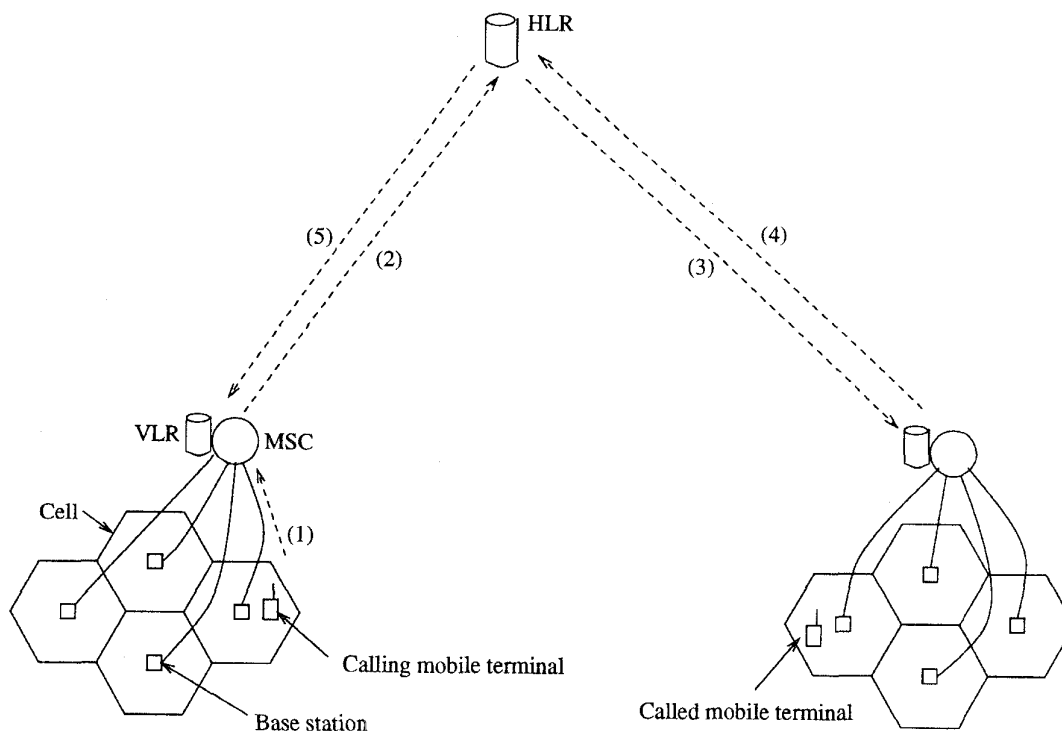 HLR
(5)
(2)
(4)
(3)
VLR
MSC
Cell
(1)
Calling mobile terminal
Base station
Called mobile terminal